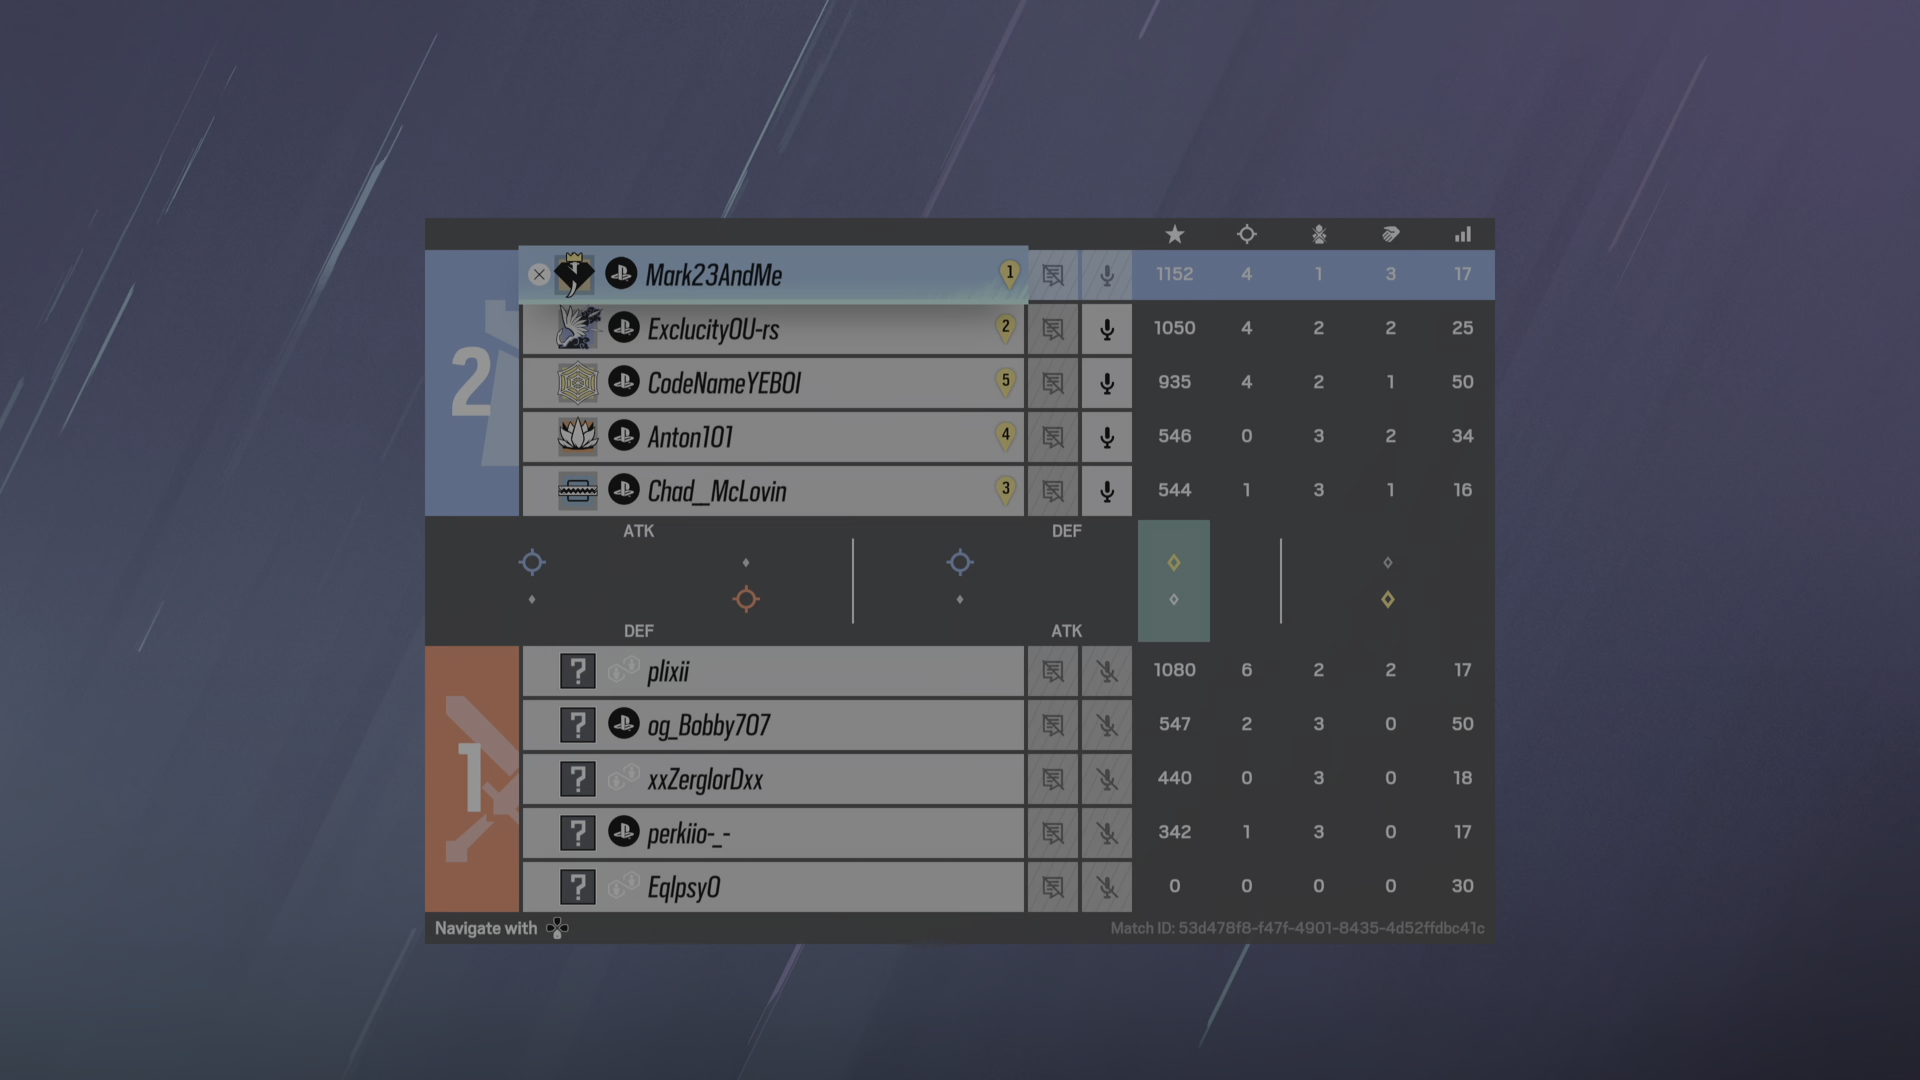 2
Mark23AndMe 1 1152 4 1 3 17
ExclucityOU-rs 2 1050 4 2 2 25
CodeNameYEBOI 5 935 4 2 1 50
Anton101 4 546 0 3 2 34
Chad__McLovin 3 544 1 3 1 16
ATK DEF
DEF ATK
1
plixii 1080 6 2 2 17
og_Bobby707 547 2 3 0 50
xxZerglorDxx 440 0 3 0 18
perkiio-_- 342 1 3 0 17
Eqlpsy0 0 0 0 0 30
Navigate with Match ID: 53d478f8-f47f-4901-8435-4d52ffdbc41c